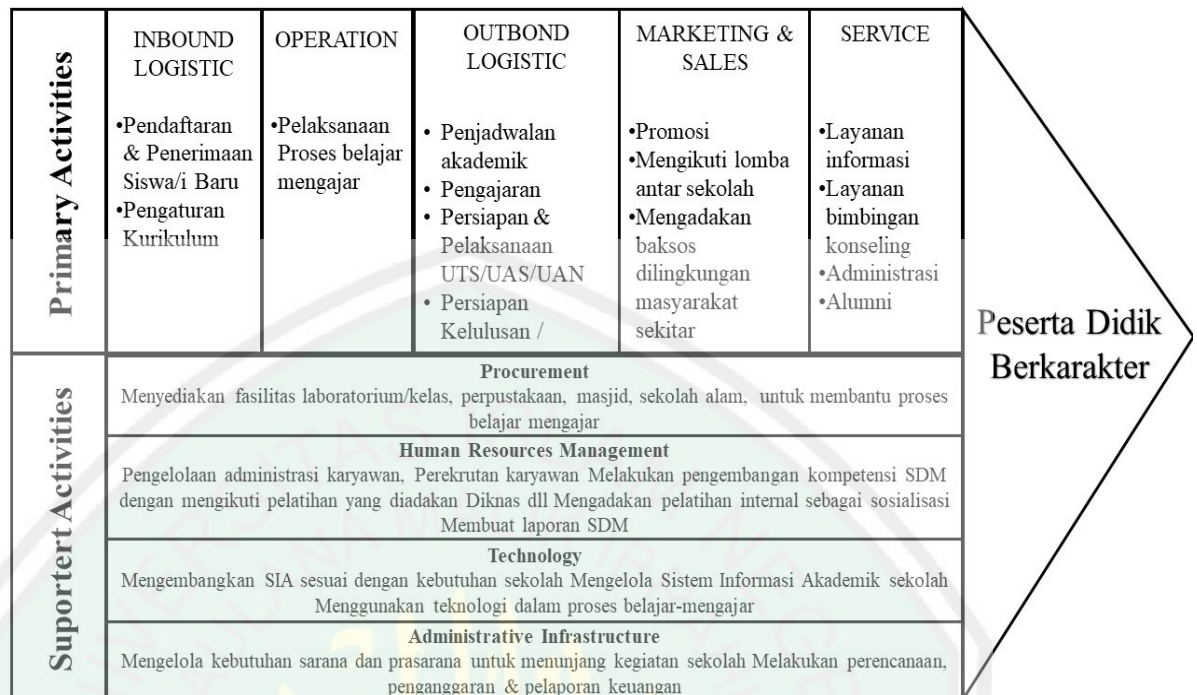 Primary Activities
INBOUND
LOGISTIC
•Pendaftaran
& Penerimaan
Siswa/i Baru
•Pengaturan
Kurikulum
OPERATION
•Pelaksanaan
Proses belajar
mengajar
OUTBOND
LOGISTIC
• Penjadwalan
akademik
• Pengajaran
• Persiapan &
Pelaksanaan
UTS/UAS/UAN
• Persiapan
Kelulusan /
MARKETING &
SALES
•Promosi
•Mengikuti lomba
antar sekolah
•Mengadakan
baksos
dilingkungan
masyarakat
sekitar
SERVICE
•Layanan
informasi
•Layanan
bimbingan
konseling
•Administrasi
•Alumni
Suportert Activities
Procurement
Menyediakan fasilitas laboratorium/kelas, perpustakaan, masjid, sekolah alam, untuk membantu proses
belajar mengajar
Human Resources Management
Pengelolaan administrasi karyawan, Perekrutan karyawan Melakukan pengembangan kompetensi SDM
dengan mengikuti pelatihan yang diadakan Diknas dll Mengadakan pelatihan internal sebagai sosialisasi
Membuat laporan SDM
Technology
Mengembangkan SIA sesuai dengan kebutuhan sekolah Mengelola Sistem Informasi Akademik sekolah
Menggunakan teknologi dalam proses belajar-mengajar
Administrative Infrastructure
Mengelola kebutuhan sarana dan prasarana untuk menunjang kegiatan sekolah Melakukan perencanaan,
penganggaran & pelaporan keuangan
Peserta Didik
Berkarakter